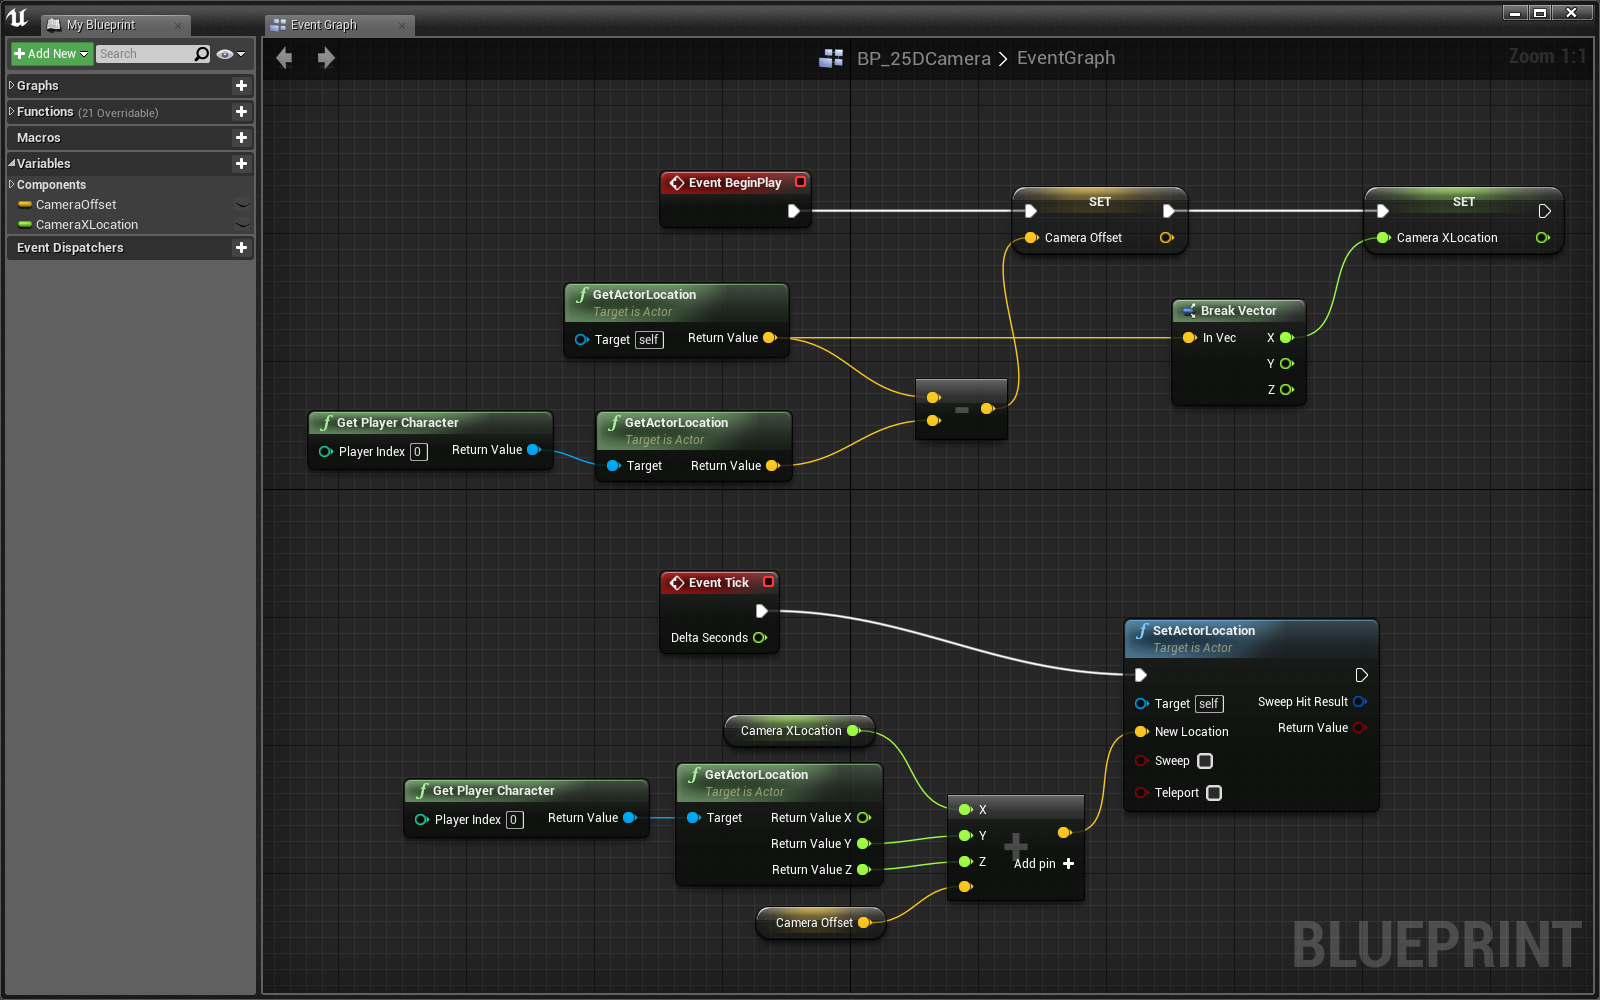 My Blueprint
Event Graph
Add New
Search
BP_25DCamera > EventGraph
Zoom 1:1
Graphs
Functions (21 Overridable)
Macros
Variables
Components
CameraOffset
CameraXLocation
Event Dispatchers
Event BeginPlay
SET
Camera Offset
SET
Camera XLocation
GetActorLocation
Target is Actor
Target self Return Value
Break Vector
In Vec X
Y
Z
Get Player Character
Player Index 0 Return Value
GetActorLocation
Target is Actor
Target Return Value
Event Tick
Delta Seconds
SetActorLocation
Target is Actor
Target self Sweep Hit Result
New Location Return Value
Sweep
Teleport
Camera XLocation
Get Player Character
Player Index 0 Return Value
GetActorLocation
Target is Actor
Target Return Value X
Return Value Y
Return Value Z
X
Y
Z Add pin
Camera Offset
BLUEPRINT